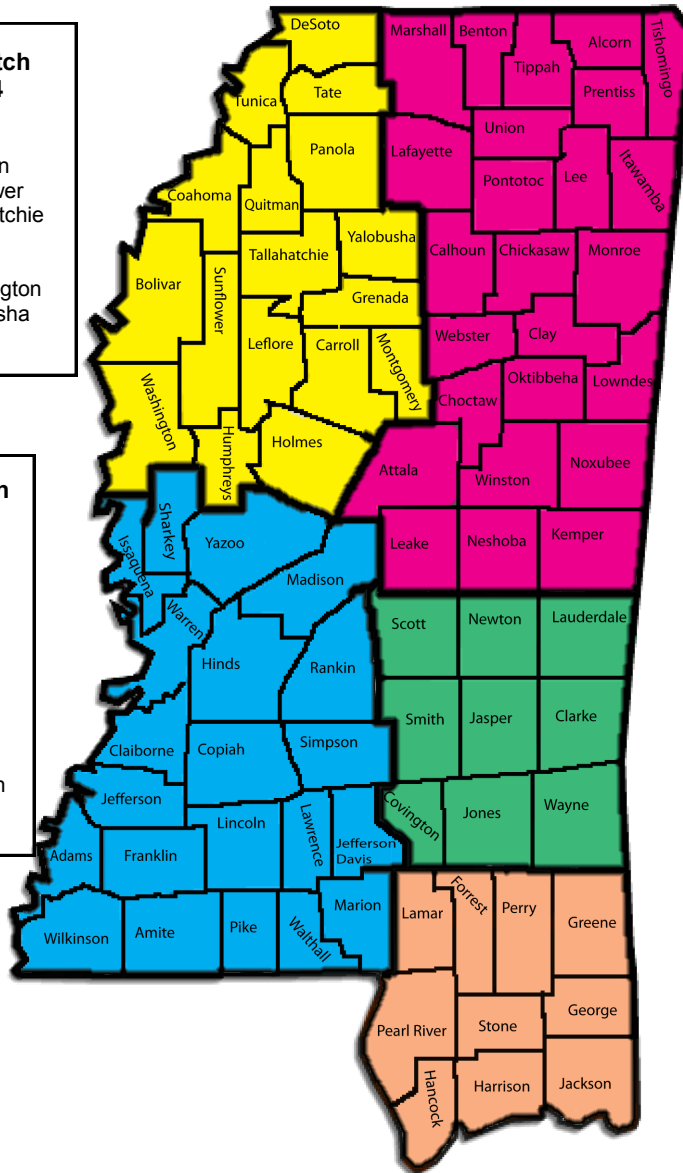 tch
4
n
ver
tchie
gton
sha
n
n
DeSoto
Marshall
Benton
Tippah
Alcorn
Tishomingo
Tunica
Tate
Prentiss
Panola
Lafayette
Union
Coahoma
Quitman
Pontotoc
Lee
Itawamba
Bolivar
Sunflower
Tallahatchie
Yalobusha
Calhoun
Chickasaw
Monroe
Grenada
Leflore
Carroll
Montgomery
Webster
Clay
Washington
Humphreys
Holmes
Choctaw
Oktibbeha
Lowndes
Attala
Winston
Noxubee
Issaquena
Sharkey
Yazoo
Madison
Leake
Neshoba
Kemper
Warren
Hinds
Rankin
Scott
Newton
Lauderdale
Claiborne
Copiah
Simpson
Smith
Jasper
Clarke
Jefferson
Lincoln
Lawrence
Jefferson
Davis
Covington
Jones
Wayne
Adams
Franklin
Wilkinson
Amite
Pike
Walthall
Marion
Lamar
Forrest
Perry
Greene
Pearl River
Stone
George
Hancock
Harrison
Jackson